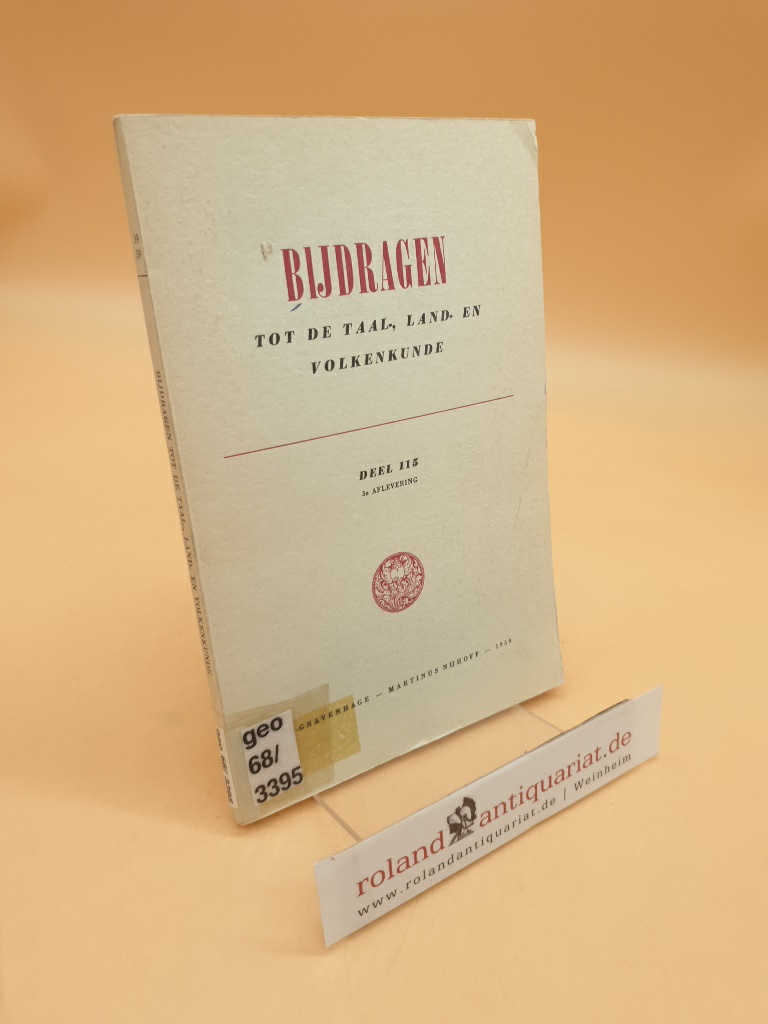 BIJDRAGEN
TOT DE TAAL-, LAND- EN
VOLKENKUNDE
DEEL 115
3e AFLEVERING
-GRAVENHAGE — MARTINUS NIJHOFF — 1959
geo
68/
3395
BIJDRAGEN TOT DE TAAL-, LAND- EN VOLKENKUNDE
roland antiquariat.de
www.rolandantiquariat.de | Weinheim